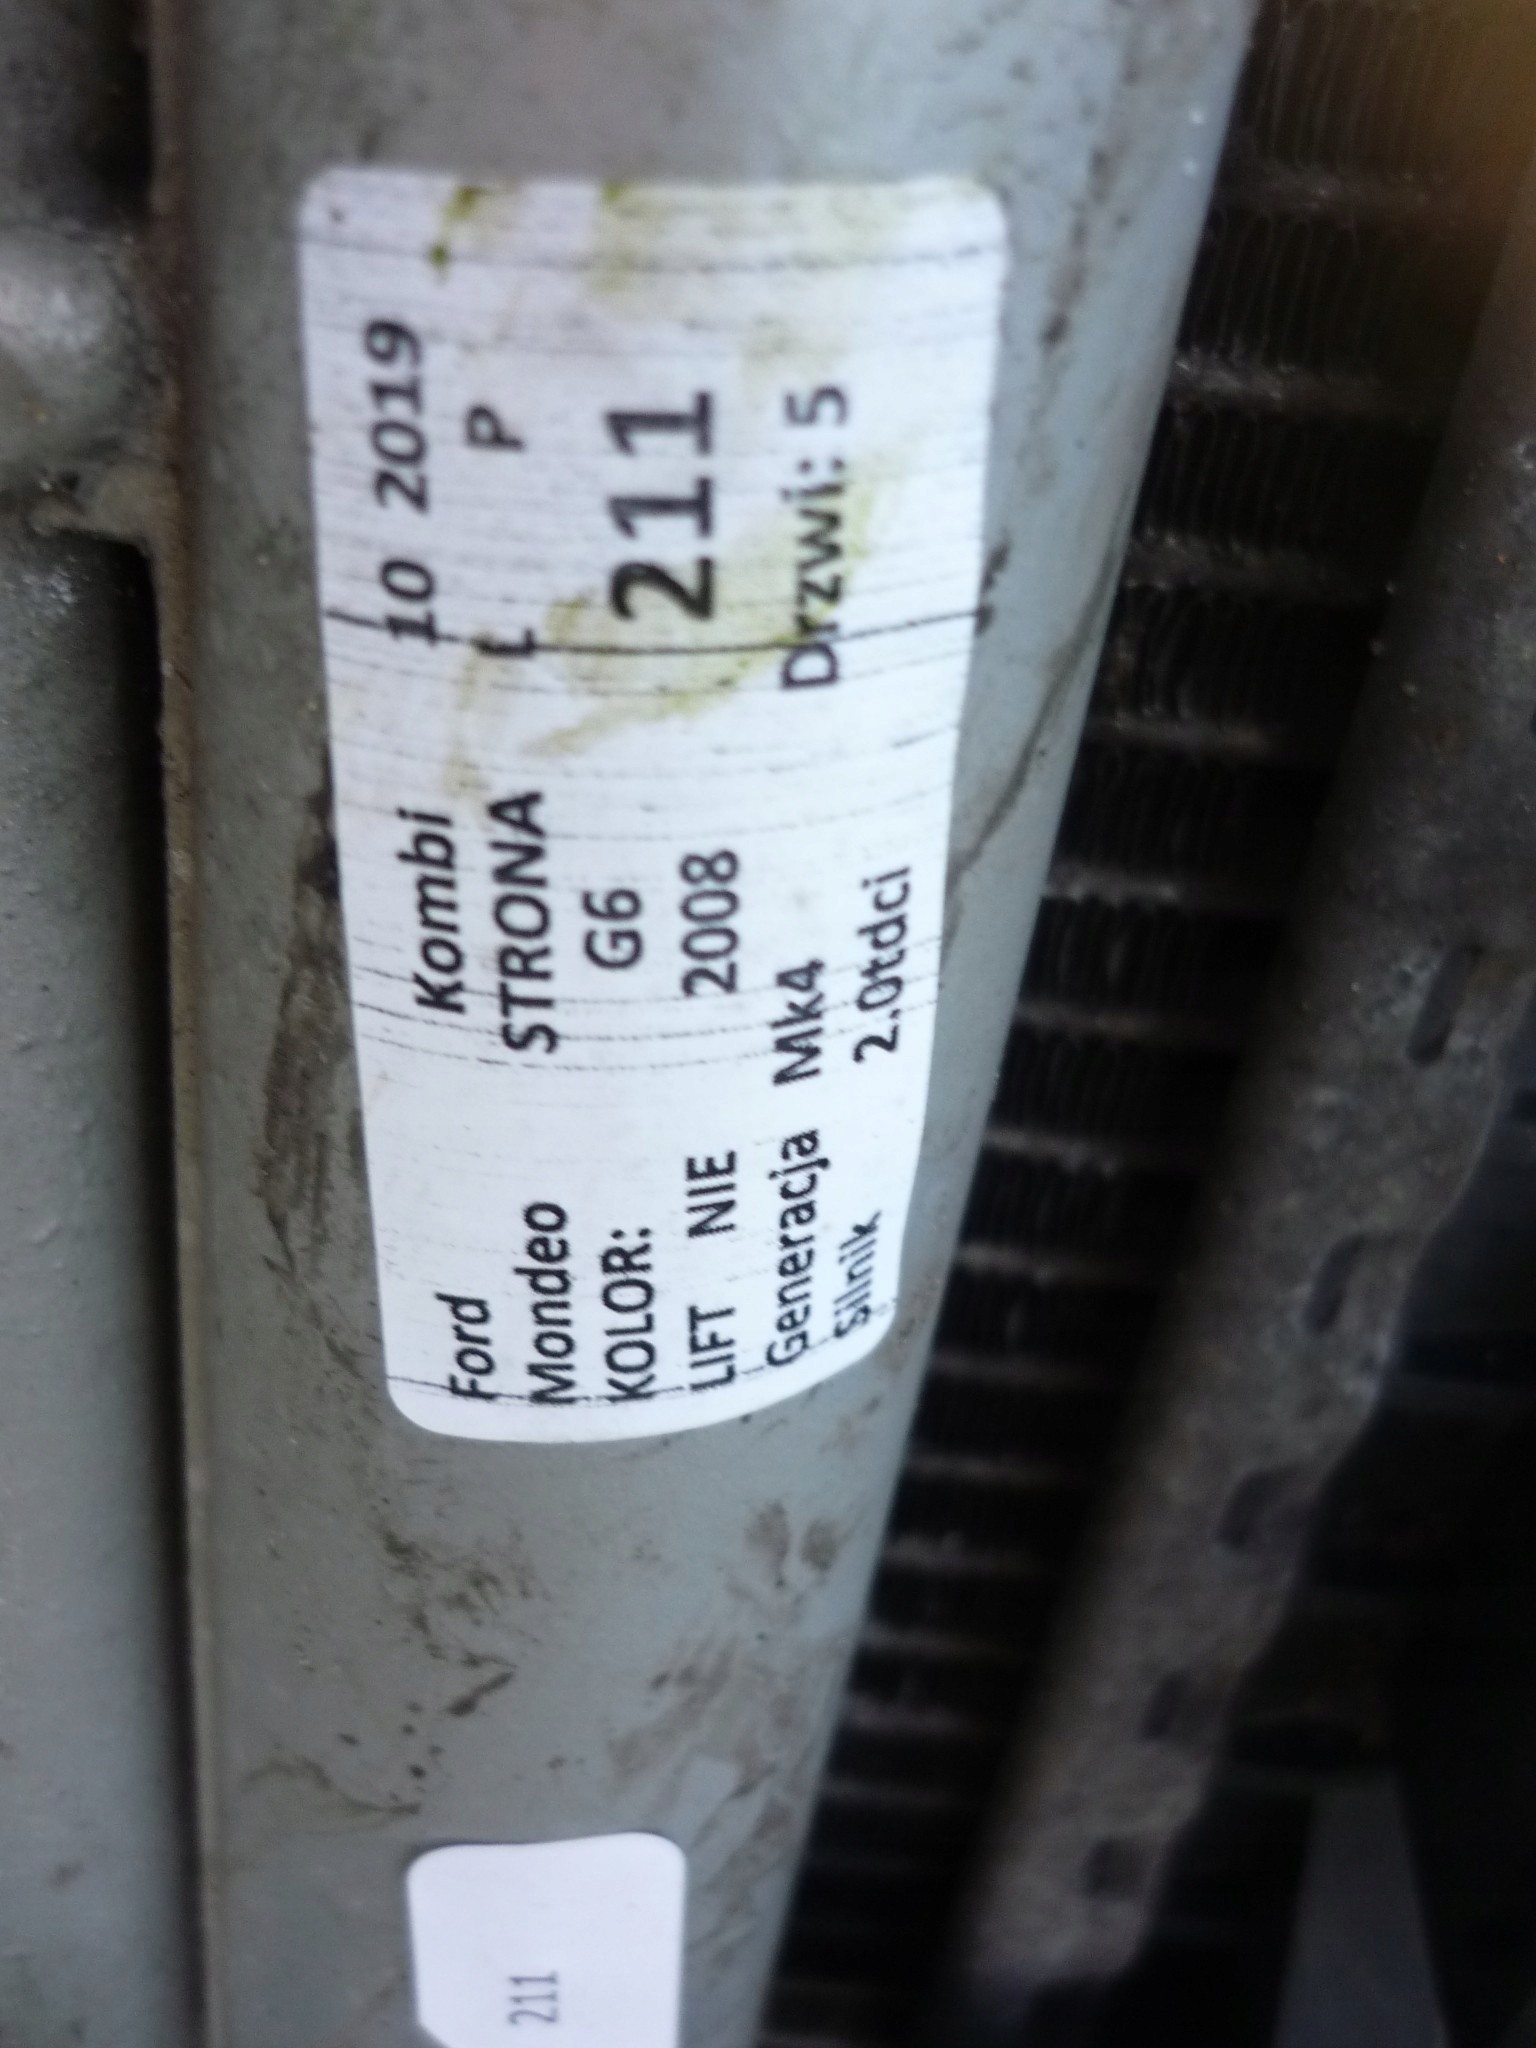 Ford Kombi 10 2019
Mondeo STRONA L P
KOLOR: G6 211
LIFT NIE 2008
Generacja Mk4 Drzwi: 5
Silnik 2.0tdci
211